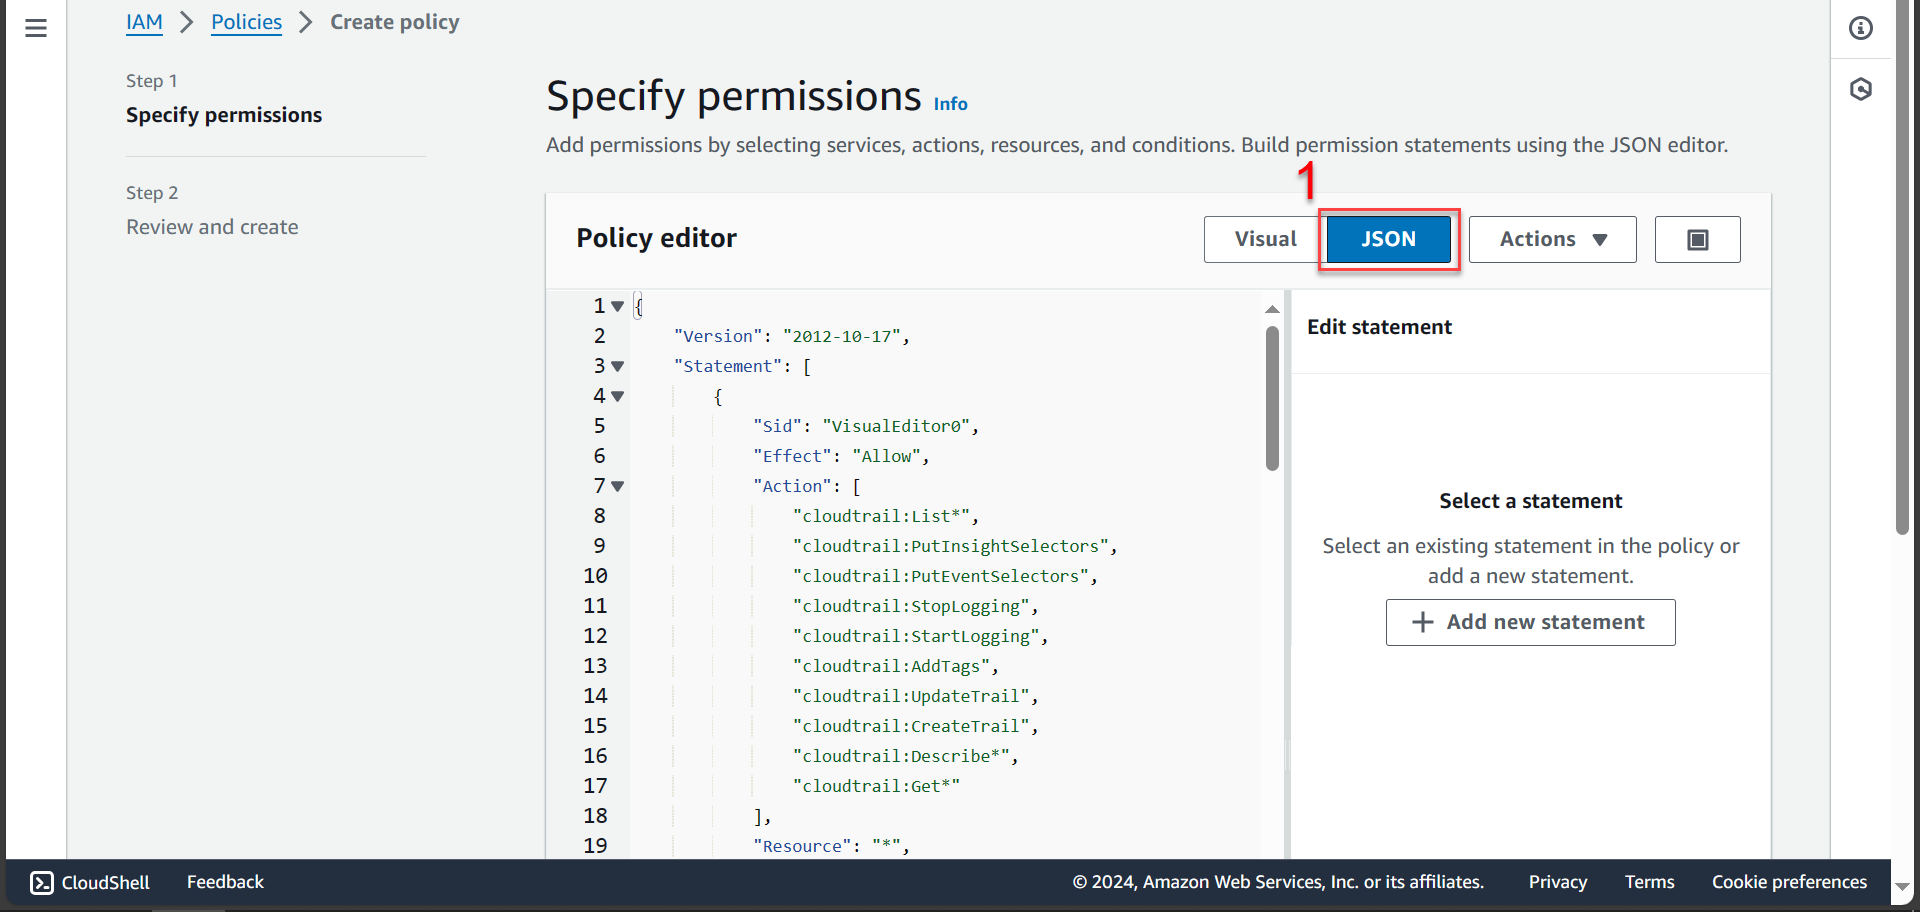 IAM > Policies > Create policy
Step 1
Specify permissions
Step 2
Review and create
Specify permissions Info
Add permissions by selecting services, actions, resources, and conditions. Build permission statements using the JSON editor.
1
Policy editor
Visual JSON Actions
1 {
2 "Version": "2012-10-17",
3 "Statement": [
4 {
5 "Sid": "VisualEditor0",
6 "Effect": "Allow",
7 "Action": [
8 "cloudtrail:List*",
9 "cloudtrail:PutInsightSelectors",
10 "cloudtrail:PutEventSelectors",
11 "cloudtrail:StopLogging",
12 "cloudtrail:StartLogging",
13 "cloudtrail:AddTags",
14 "cloudtrail:UpdateTrail",
15 "cloudtrail:CreateTrail",
16 "cloudtrail:Describe*",
17 "cloudtrail:Get*"
18 ],
19 "Resource": "*",
Edit statement
Select a statement
Select an existing statement in the policy or
add a new statement.
+ Add new statement
CloudShell Feedback © 2024, Amazon Web Services, Inc. or its affiliates. Privacy Terms Cookie preferences